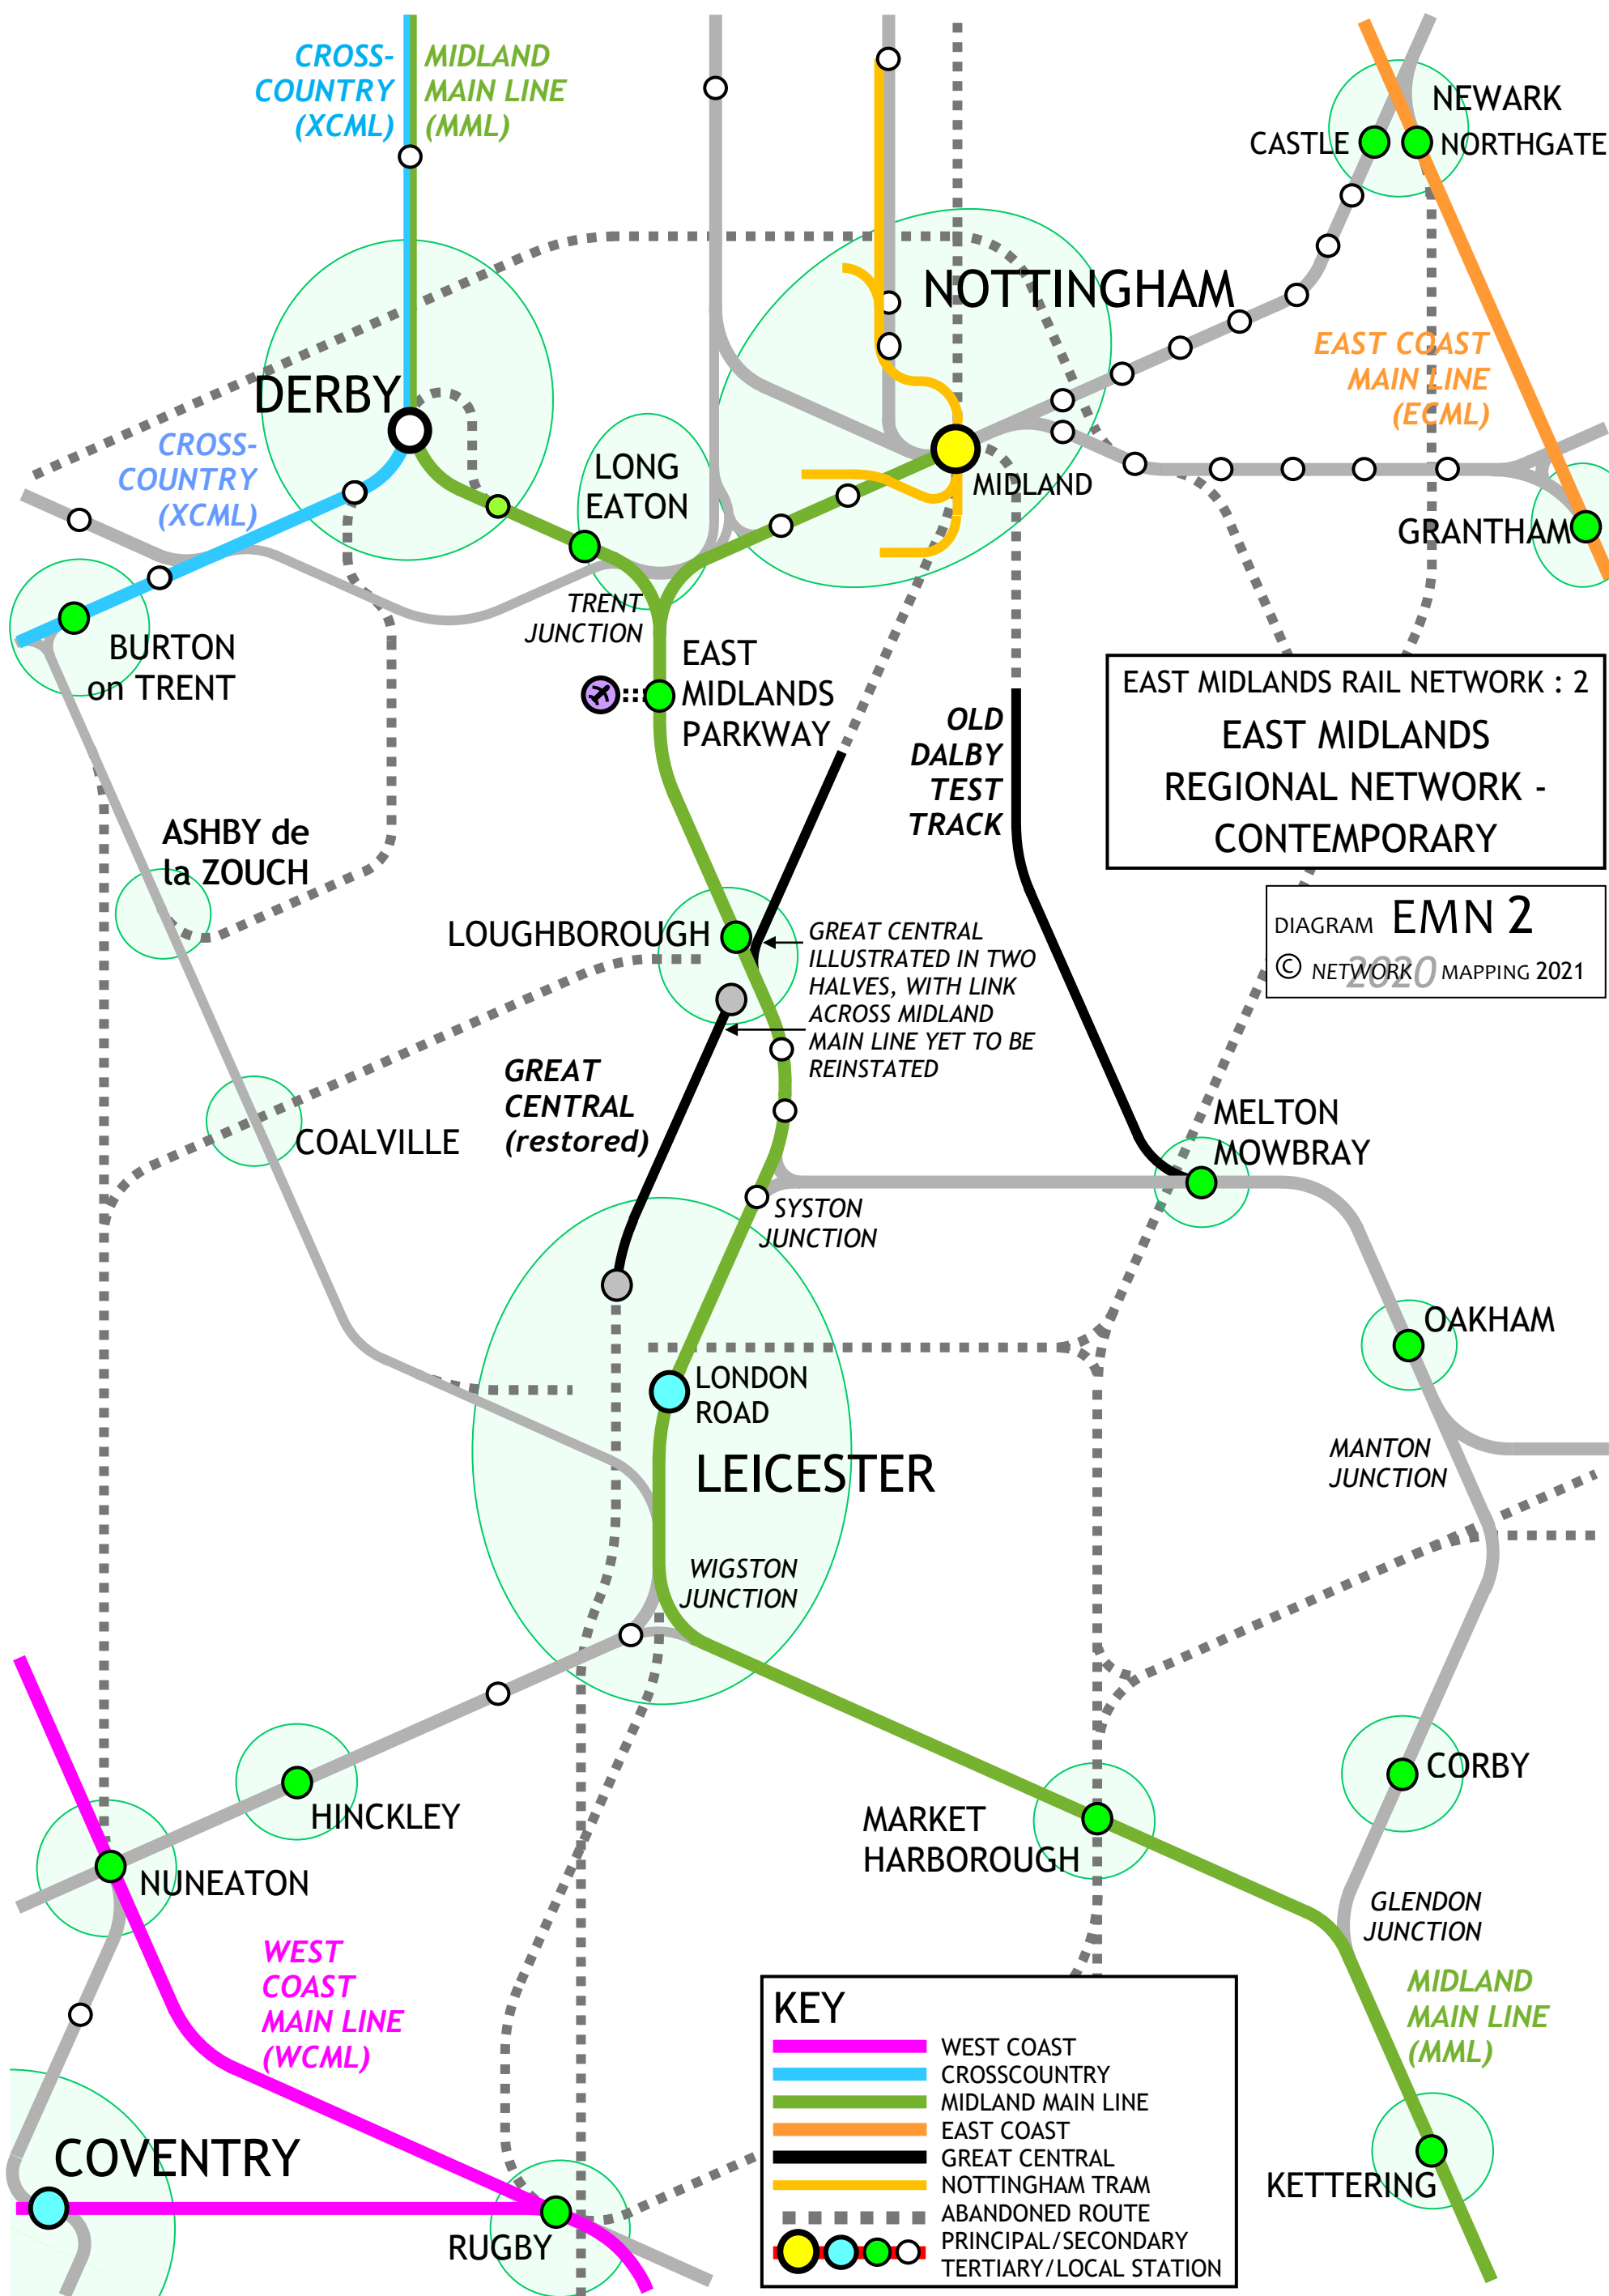 CROSS-
COUNTRY
(XCML)
MIDLAND
MAIN LINE
(MML)
NEWARK
CASTLE
NORTHGATE
NOTTINGHAM
DERBY
EAST COAST
MAIN LINE
(ECML)
CROSS-
COUNTRY
(XCML)
LONG
EATON
MIDLAND
GRANTHAM
TRENT
JUNCTION
BURTON
on TRENT
EAST
MIDLANDS
PARKWAY
EAST MIDLANDS RAIL NETWORK : 2
EAST MIDLANDS
REGIONAL NETWORK -
CONTEMPORARY
OLD
DALBY
TEST
TRACK
ASHBY de
la ZOUCH
DIAGRAM EMN 2
© NETWORK 2020 MAPPING 2021
LOUGHBOROUGH
GREAT CENTRAL
ILLUSTRATED IN TWO
HALVES, WITH LINK
ACROSS MIDLAND
MAIN LINE YET TO BE
REINSTATED
GREAT
CENTRAL
(restored)
COALVILLE
MELTON
MOWBRAY
SYSTON
JUNCTION
OAKHAM
LONDON
ROAD
LEICESTER
MANTON
JUNCTION
WIGSTON
JUNCTION
CORBY
HINCKLEY
MARKET
HARBOROUGH
NUNEATON
GLENDON
JUNCTION
WEST
COAST
MAIN LINE
(WCML)
MIDLAND
MAIN LINE
(MML)
COVENTRY
RUGBY
KETTERING
KEY
WEST COAST
CROSSCOUNTRY
MIDLAND MAIN LINE
EAST COAST
GREAT CENTRAL
NOTTINGHAM TRAM
ABANDONED ROUTE
PRINCIPAL/SECONDARY
TERTIARY/LOCAL STATION